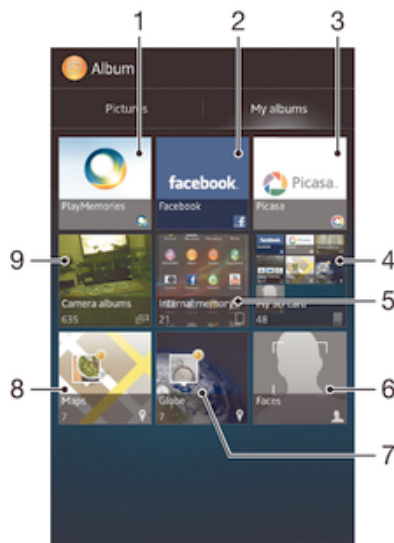 1 2 3
Album
Pictures My albums
facebook. Picasa.
PlayMemories Facebook Picasa
9 4
5
Camera albums Internal memory My SD card
635 21 48
8 6
Maps Globe Faces
7 7
7